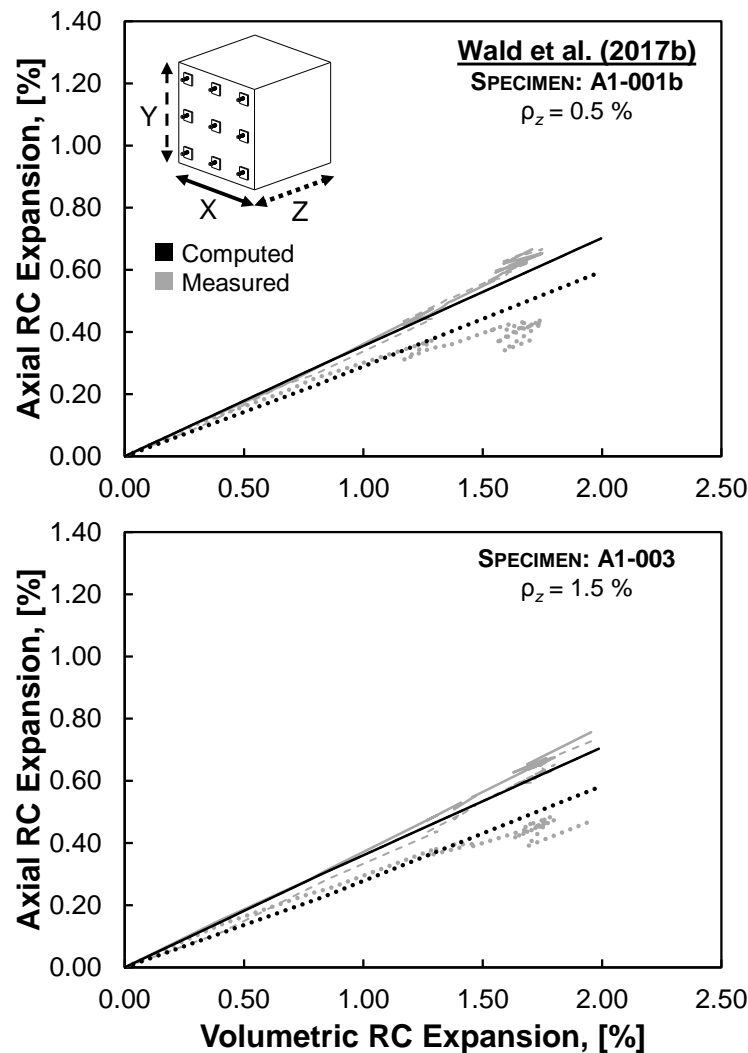 Wald et al. (2017b)
SPECIMEN: A1-001b
ρz = 0.5 %
Y
X
Z
Computed
Measured
Axial RC Expansion, [%]
1.40
1.20
1.00
0.80
0.60
0.40
0.20
0.00
0.00 0.50 1.00 1.50 2.00 2.50
SPECIMEN: A1-003
ρz = 1.5 %
Axial RC Expansion, [%]
1.40
1.20
1.00
0.80
0.60
0.40
0.20
0.00
0.00 0.50 1.00 1.50 2.00 2.50
Volumetric RC Expansion, [%]